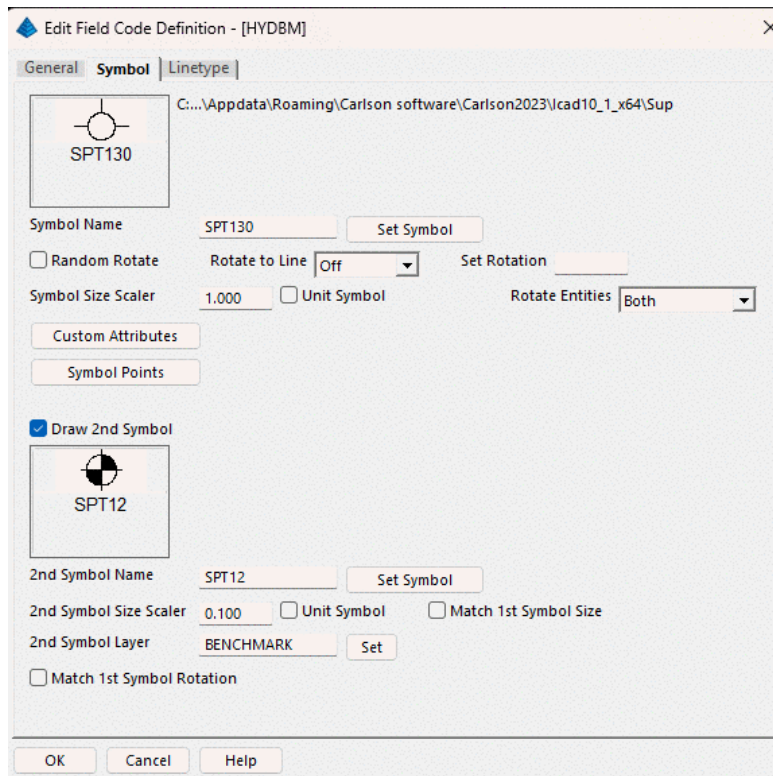 Edit Field Code Definition - [HYDBM]
General Symbol Linetype
C:...\Appdata\Roaming\Carlson software\Carlson2023\Icad10_1_x64\Sup
SPT130
Symbol Name SPT130 Set Symbol
Random Rotate Rotate to Line Off Set Rotation
Symbol Size Scaler 1.000 Unit Symbol Rotate Entities Both
Custom Attributes
Symbol Points
Draw 2nd Symbol
SPT12
2nd Symbol Name SPT12 Set Symbol
2nd Symbol Size Scaler 0.100 Unit Symbol Match 1st Symbol Size
2nd Symbol Layer BENCHMARK Set
Match 1st Symbol Rotation
OK Cancel Help